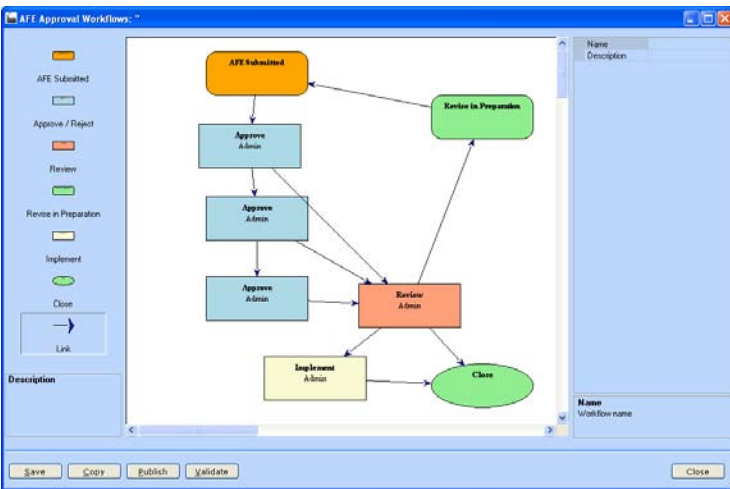 AFE Approval Workflows: "
AFE Submitted
Approve / Reject
Review
Revise in Preparation
Implement
Close
Link
Description
AFE Submitted
Revise in Preparation
Approve
Admin
Approve
Admin
Approve
Admin
Review
Admin
Implement
Admin
Close
Name
Description
Name
Workflow name
Save
Copy
Publish
Validate
Close